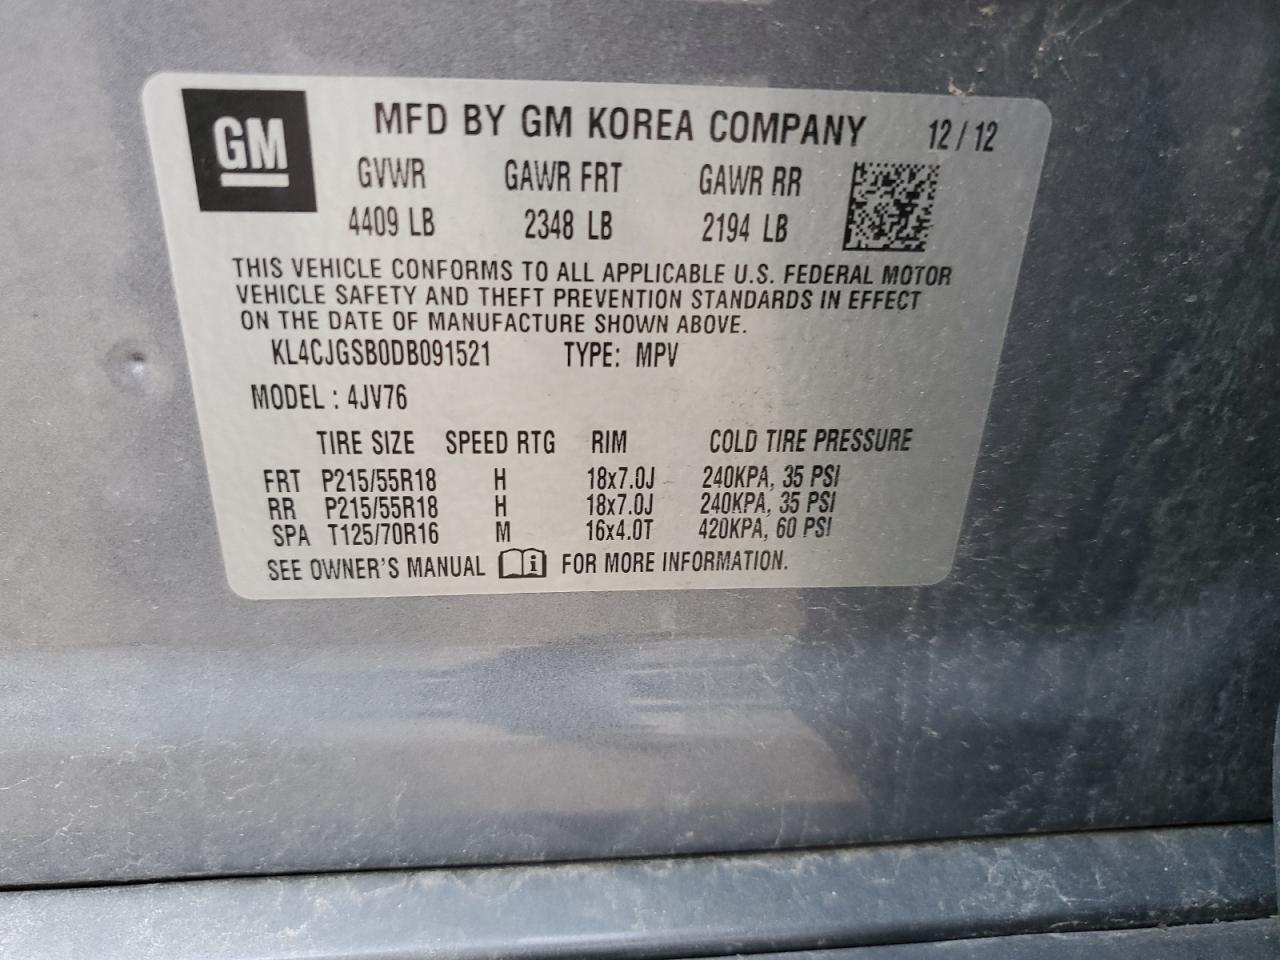 GM
MFD BY GM KOREA COMPANY 12/12
GVWR GAWR FRT GAWR RR
4409 LB 2348 LB 2194 LB
THIS VEHICLE CONFORMS TO ALL APPLICABLE U.S. FEDERAL MOTOR
VEHICLE SAFETY AND THEFT PREVENTION STANDARDS IN EFFECT
ON THE DATE OF MANUFACTURE SHOWN ABOVE.
KL4CJGSB0DB091521 TYPE: MPV
MODEL : 4JV76
TIRE SIZE SPEED RTG RIM COLD TIRE PRESSURE
FRT P215/55R18 H 18x7.0J 240KPA, 35 PSI
RR P215/55R18 H 18x7.0J 240KPA, 35 PSI
SPA T125/70R16 M 16x4.0T 420KPA, 60 PSI
SEE OWNER'S MANUAL i FOR MORE INFORMATION.